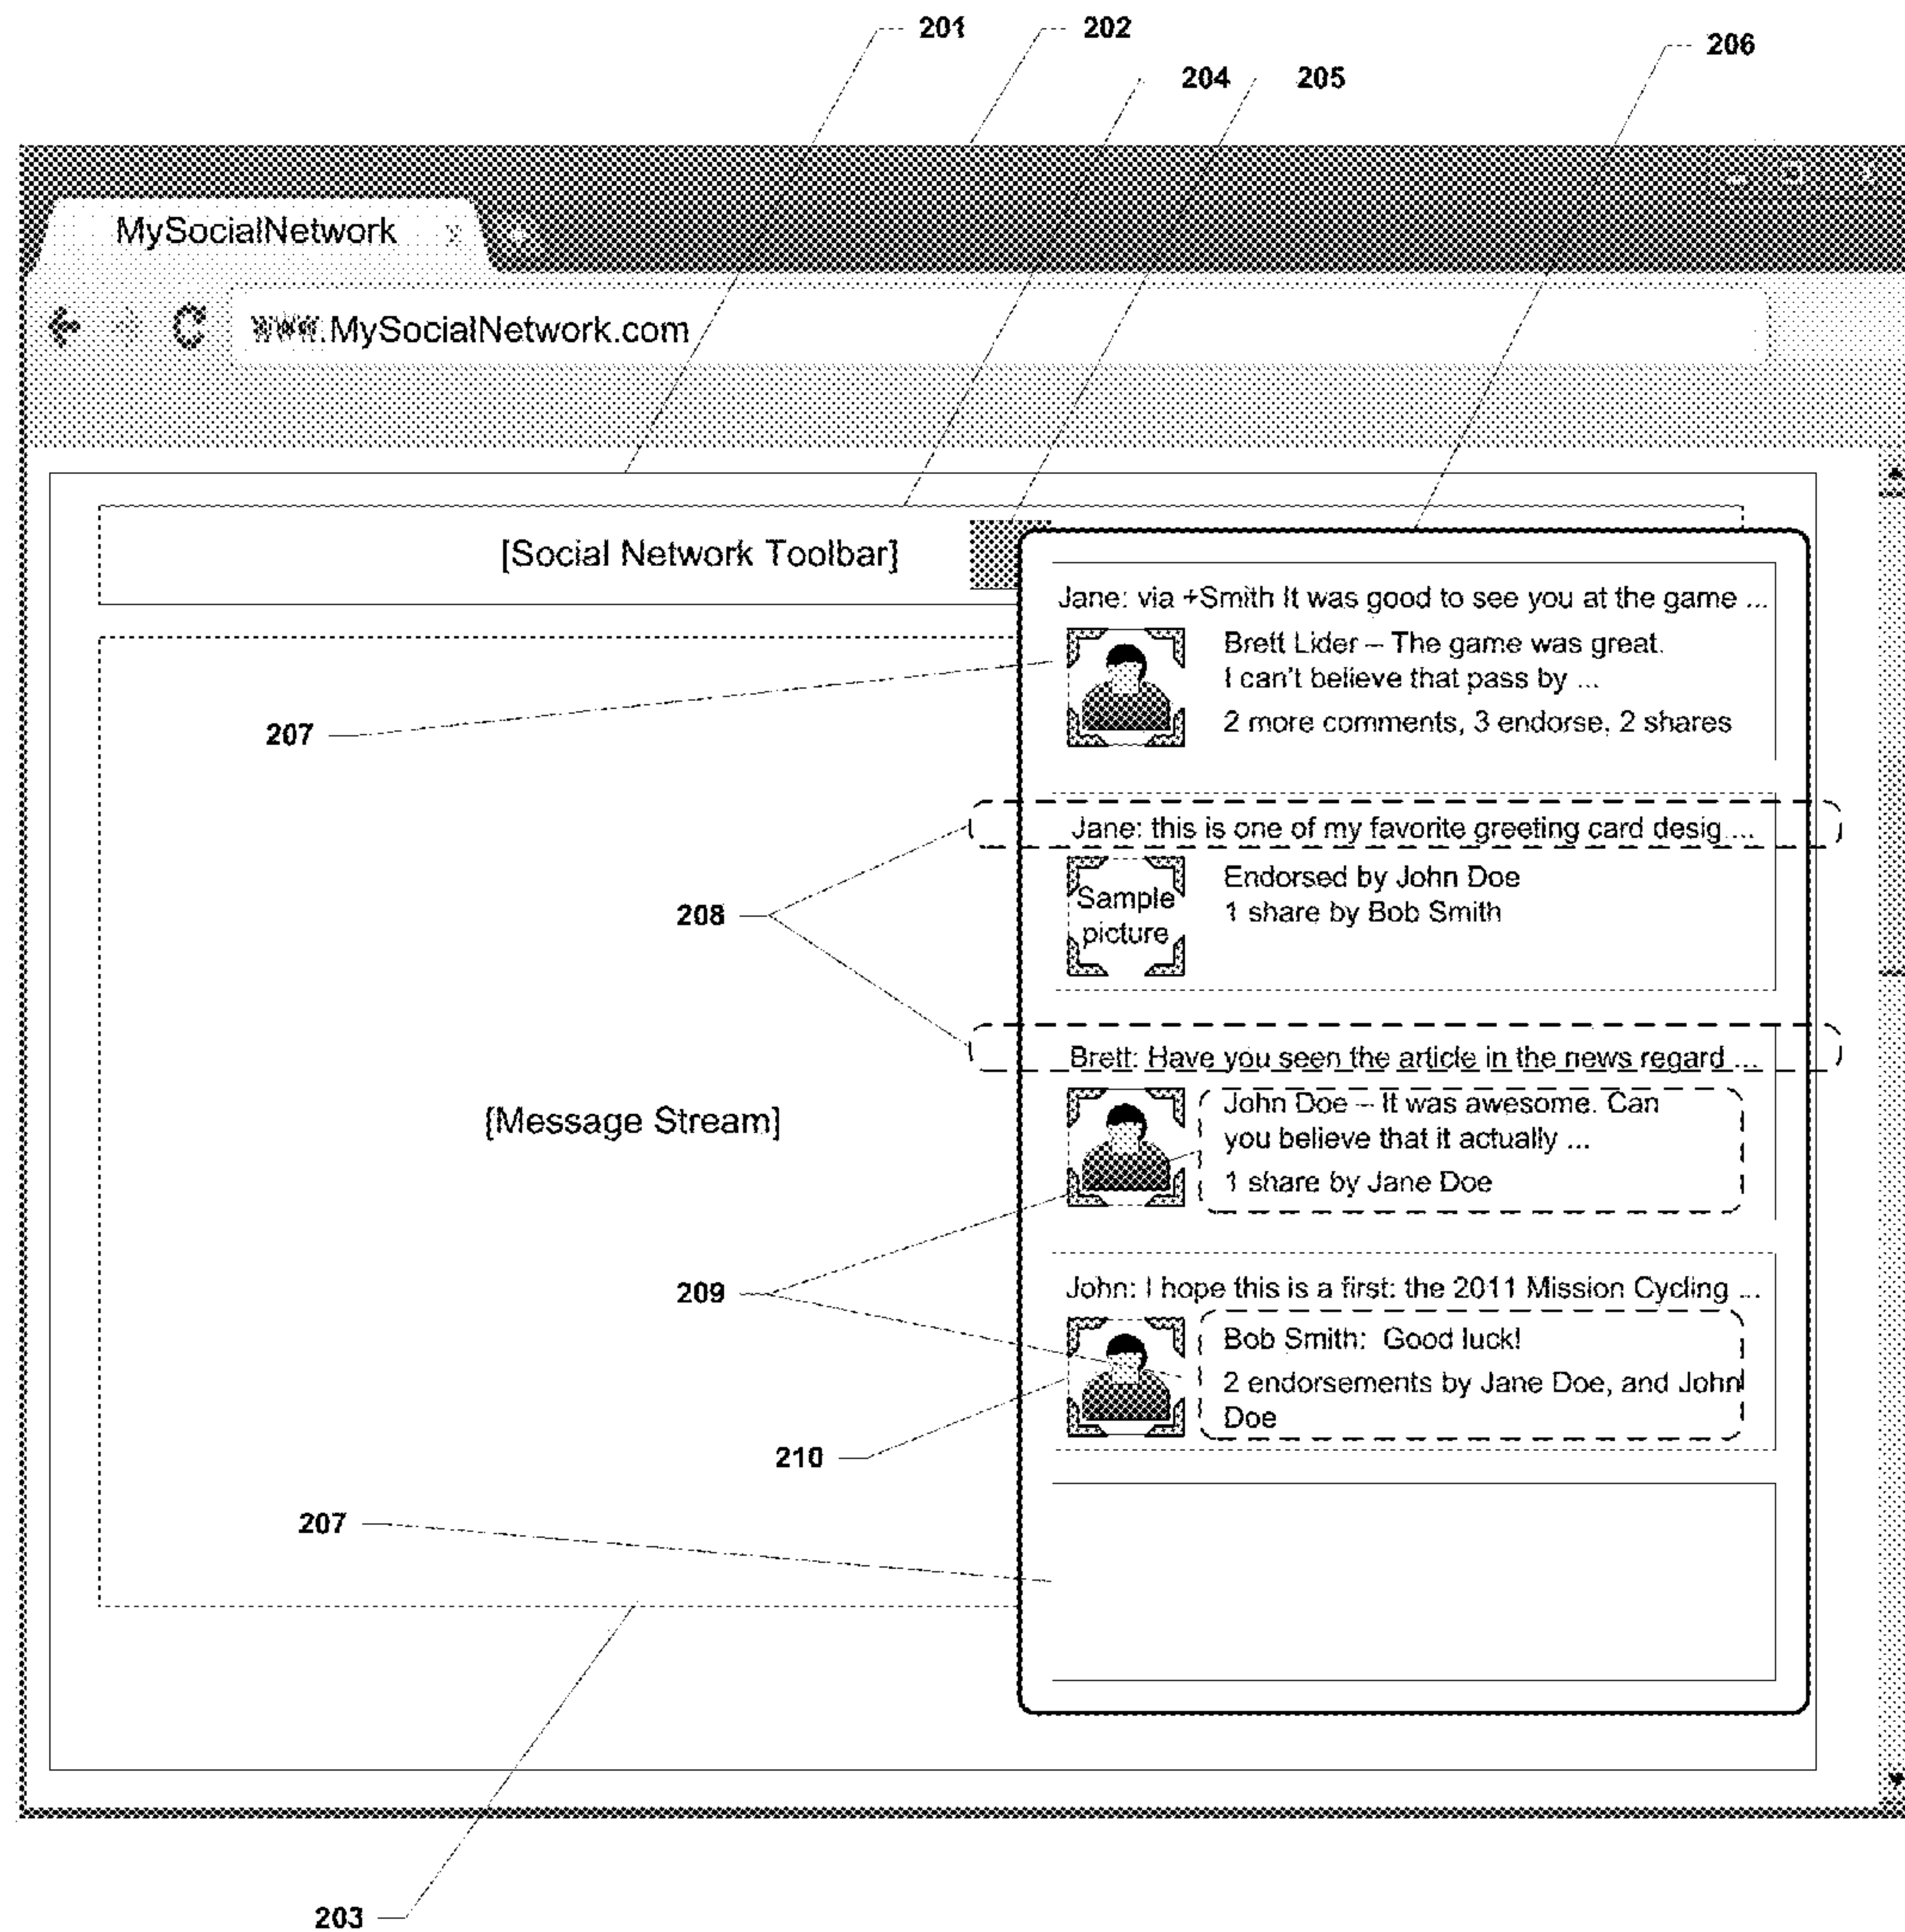 201
202
206
204
205
MySocialNetwork x
WWW.MySocialNetwork.com
[Social Network Toolbar]
Jane: via +Smith It was good to see you at the game ...
Brett Lider – The game was great.
I can't believe that pass by ...
2 more comments, 3 endorse, 2 shares
207
Jane: this is one of my favorite greeting card desig ...
Sample
picture
Endorsed by John Doe
1 share by Bob Smith
208
Brett: Have you seen the article in the news regard ...
John Doe – It was awesome. Can
you believe that it actually ...
1 share by Jane Doe
[Message Stream]
209
John: I hope this is a first: the 2011 Mission Cycling ...
Bob Smith: Good luck!
2 endorsements by Jane Doe, and John
Doe
210
207
203